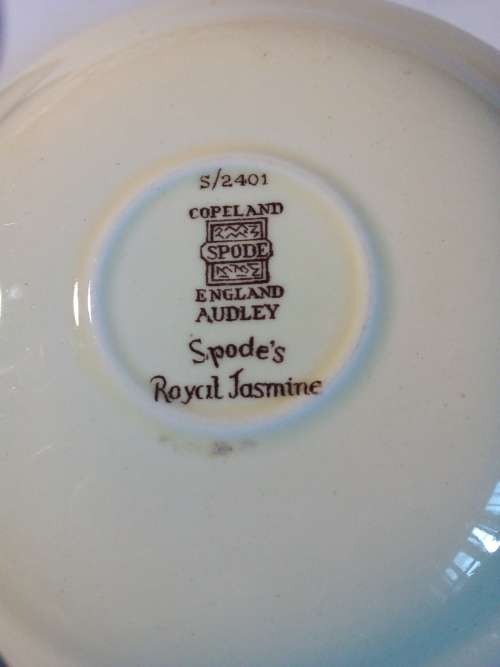 S/2401
COPELAND
SPODE
ENGLAND
AUDLEY
Spode's
Royal Jasmine